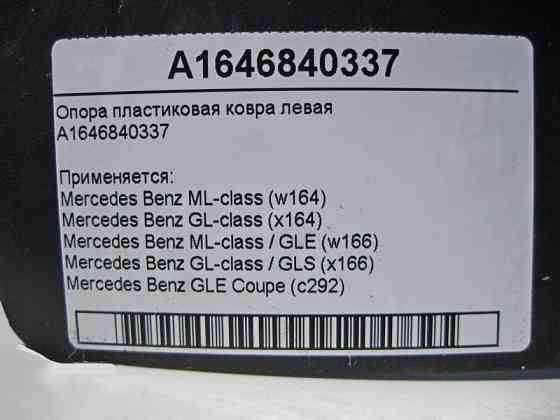 A1646840337
Опора пластиковая ковра левая
A1646840337
Применяется:
Mercedes Benz ML-class (w164)
Mercedes Benz GL-class (x164)
Mercedes Benz ML-class / GLE (w166)
Mercedes Benz GL-class / GLS (x166)
Mercedes Benz GLE Coupe (c292)